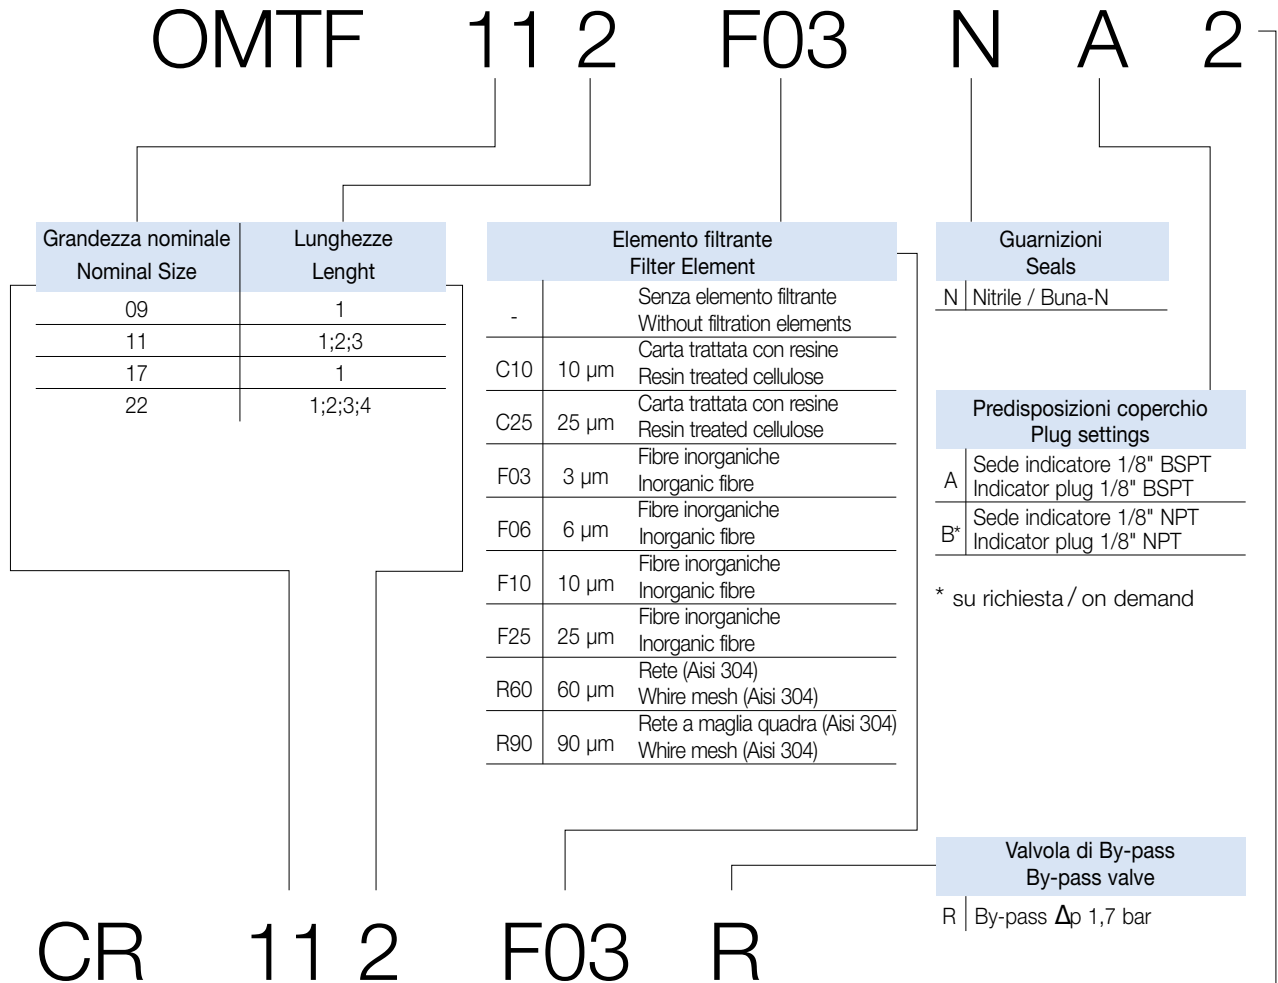 OMTF 11 2 F03 N A 2
Grandezza nominale
Nominal Size
Lunghezze
Lenght
09 1
11 1;2;3
17 1
22 1;2;3;4
Elemento filtrante
Filter Element
- Senza elemento filtrante
Without filtration elements
C10 10 µm Carta trattata con resine
Resin treated cellulose
C25 25 µm Carta trattata con resine
Resin treated cellulose
F03 3 µm Fibre inorganiche
Inorganic fibre
F06 6 µm Fibre inorganiche
Inorganic fibre
F10 10 µm Fibre inorganiche
Inorganic fibre
F25 25 µm Fibre inorganiche
Inorganic fibre
R60 60 µm Rete (Aisi 304)
Whire mesh (Aisi 304)
R90 90 µm Rete a maglia quadra (Aisi 304)
Whire mesh (Aisi 304)
Guarnizioni
Seals
N Nitrile / Buna-N
Predisposizioni coperchio
Plug settings
A Sede indicatore 1/8" BSPT
Indicator plug 1/8" BSPT
B* Sede indicatore 1/8" NPT
Indicator plug 1/8" NPT
* su richiesta / on demand
Valvola di By-pass
By-pass valve
R By-pass Δp 1,7 bar
CR 11 2 F03 R